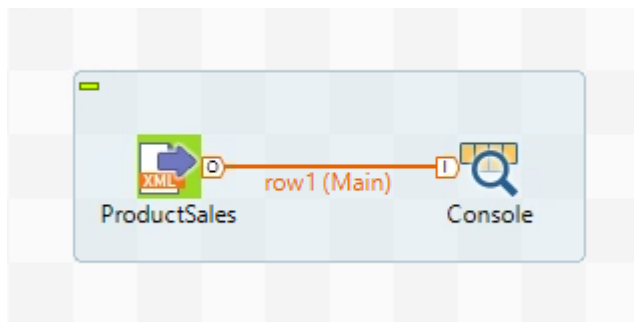 XML
O
row1 (Main)
I
ProductSales
Console